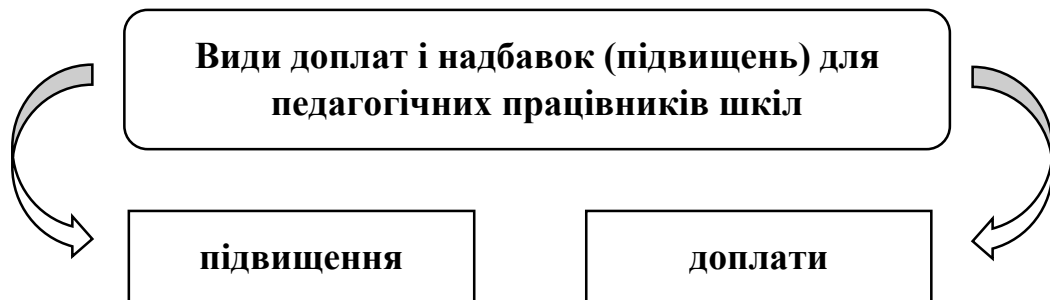 Види доплат і надбавок (підвищень) для
педагогічних працівників шкіл
підвищення
доплати